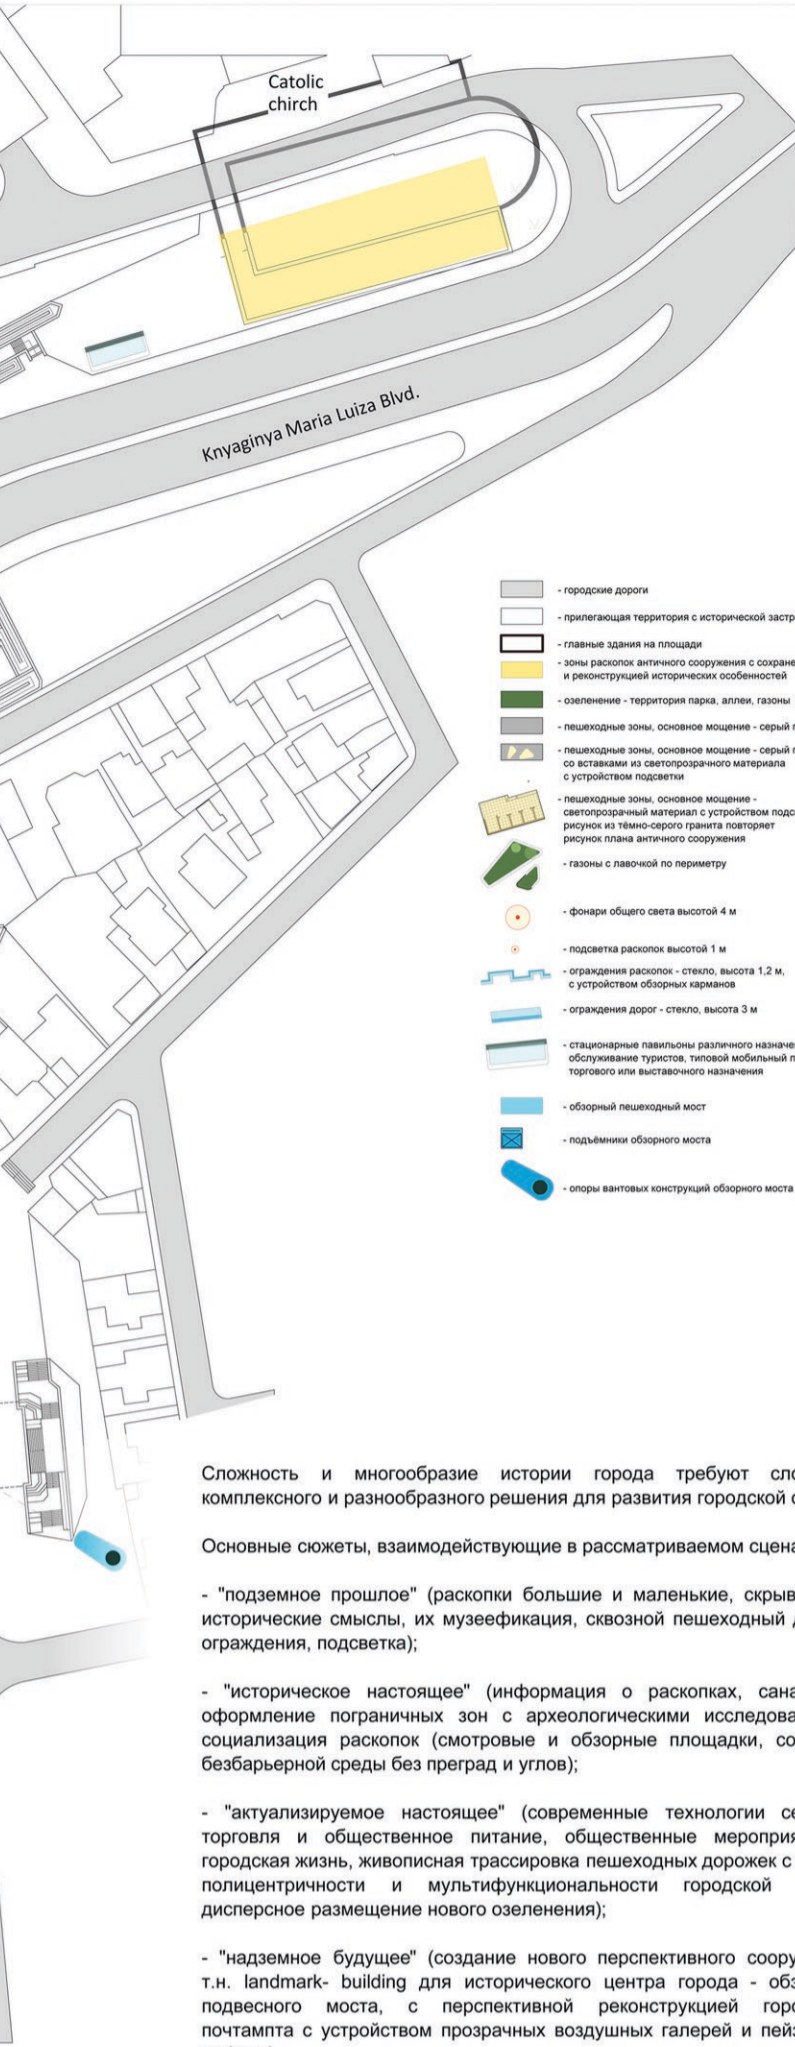 Catolic
chirch
Knyaginya Maria Luiza Blvd.
- городские дороги
- прилегающая территория с исторической застр
- главные здания на площади
- зоны раскопок античного сооружения с сохране
и реконструкцией исторических особенностей
- озеленение - территория парка, аллеи, газоны
- пешеходные зоны, основное мощение - серый г
- пешеходные зоны, основное мощение - серый г
со вставками из светопрозрачного материала
с устройством подсветки
- пешеходные зоны, основное мощение -
светопрозрачный материал с устройством подс
рисунок из тёмно-серого гранита повторяет
рисунок плана античного сооружения
- газоны с лавочкой по периметру
- фонари общего света высотой 4 м
- подсветка раскопок высотой 1 м
- ограждения раскопок - стекло, высота 1,2 м,
с устройством обзорных карманов
- ограждения дорог - стекло, высота 3 м
- стационарные павильоны различного назначе
обслуживание туристов, типовой мобильный п
торгового или выставочного назначения
- обзорный пешеходный мост
- подъёмники обзорного моста
- опоры вантовых конструкций обзорного моста
Сложность и многообразие истории города требуют сло
комплексного и разнообразного решения для развития городской с
Основные сюжеты, взаимодействующие в рассматриваемом сцена
- "подземное прошлое" (раскопки большие и маленькие, скрыв
исторические смыслы, их музеефикация, сквозной пешеходный д
ограждения, подсветка);
- "историческое настоящее" (информация о раскопках, сана
оформление пограничных зон с археологическими исследова
социализация раскопок (смотровые и обзорные площадки, со
безбарьерной среды без преград и углов);
- "актуализируемое настоящее" (современные технологии се
торговля и общественное питание, общественные мероприя
городская жизнь, живописная трассировка пешеходных дорожек с
полицентричности и мультифункциональности городской
дисперсное размещение нового озеленения);
- "надземное будущее" (создание нового перспективного соору
т.н. landmark- building для исторического центра города - обз
подвесного моста, с перспективной реконструкцией горо
почтампта с устройством прозрачных воздушных галерей и пейз